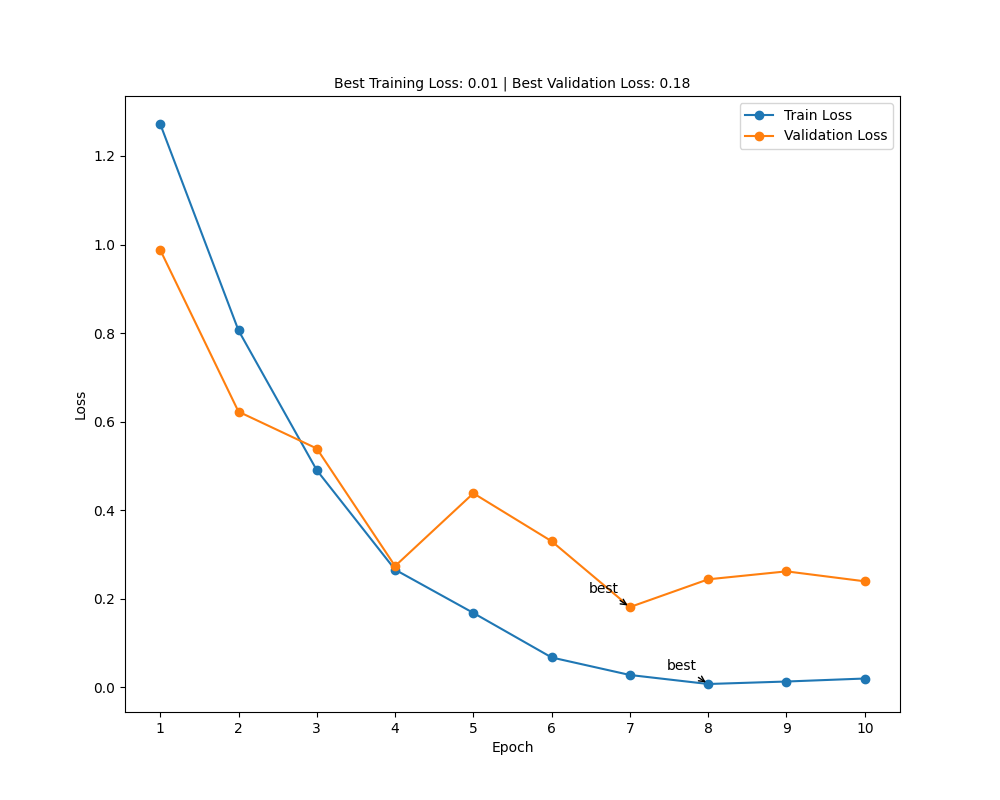 Best Training Loss: 0.01 | Best Validation Loss: 0.18
Train Loss
Validation Loss
1.2
1.0
0.8
0.6
0.4
0.2
0.0
Loss
best
best
1 2 3 4 5 6 7 8 9 10
Epoch